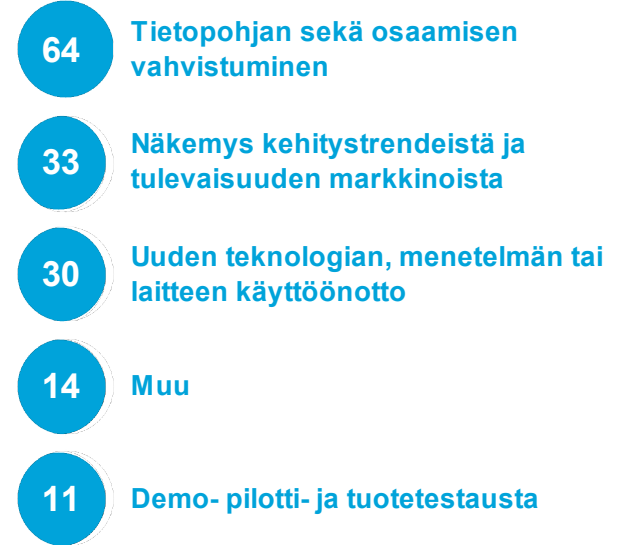 64
Tietopohjan sekä osaamisen
vahvistuminen
33
Näkemys kehitystrendeistä ja
tulevaisuuden markkinoista
30
Uuden teknologian, menetelmän tai
laitteen käyttöönotto
14
Muu
11
Demo- pilotti- ja tuotetestausta